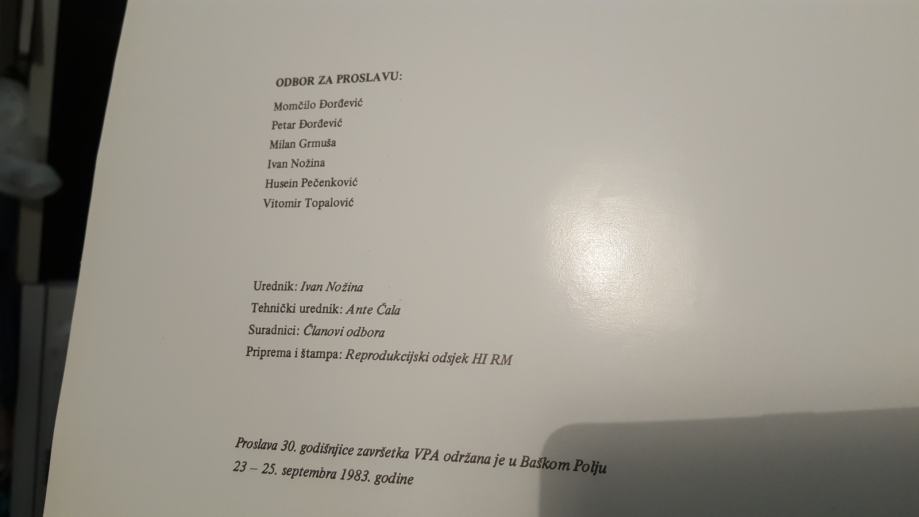 ODBOR ZA PROSLAVU:
Momčilo Đorđević
Petar Đorđević
Milan Grmuša
Ivan Nožina
Husein Pečenković
Vitomir Topalović
Urednik: Ivan Nožina
Tehnički urednik: Ante Čala
Suradnici: Članovi odbora
Priprema i štampa: Reprodukcijski odsjek HI RM
Proslava 30. godišnjice završetka VPA održana je u Baškom Polju
23 – 25. septembra 1983. godine